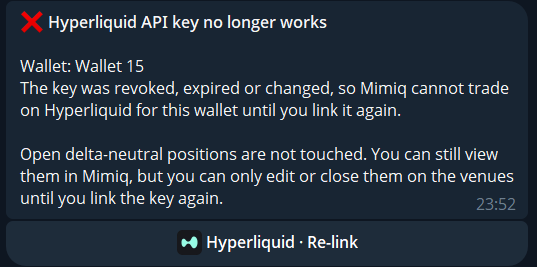 ❌ Hyperliquid API key no longer works
Wallet: Wallet 15
The key was revoked, expired or changed, so Mimiq cannot trade
on Hyperliquid for this wallet until you link it again.
Open delta-neutral positions are not touched. You can still view
them in Mimiq, but you can only edit or close them on the venues
until you link the key again.
23:52
Hyperliquid · Re-link